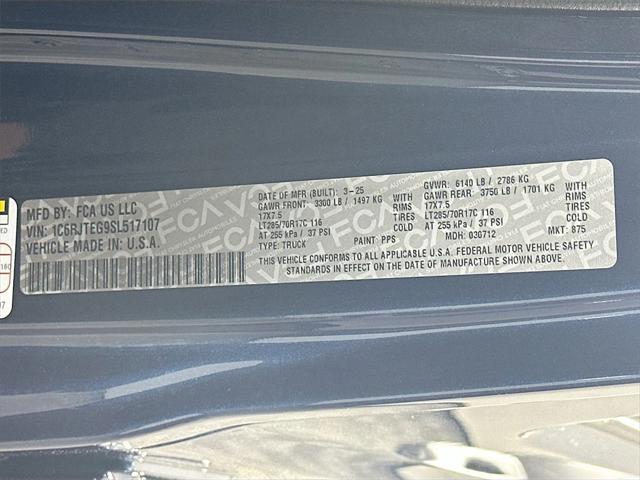 MFD BY: FCA US LLC
VIN: 1C6RJTEG9SL517107
VEHICLE MADE IN U.S.A.
DATE OF MFR (BUILT): 3-25
GAWR FRONT: 3300 LB / 1497 KG WITH
17X7.5 RIMS
LT285/70R17C 116 TIRES
AT 255 kPa / 37 PSI COLD
TYPE: TRUCK PAINT: PPS
GVWR: 6140 LB / 2786 KG
GAWR REAR: 3750 LB / 1701 KG WITH
17X7.5 RIMS
LT285/70R17C 116 TIRES
AT 255 kPa / 37 PSI COLD
MDH: 030712 MKT: 875
THIS VEHICLE CONFORMS TO ALL APPLICABLE U.S.A. FEDERAL MOTOR VEHICLE SAFETY
STANDARDS IN EFFECT ON THE DATE OF MANUFACTURE SHOWN ABOVE.